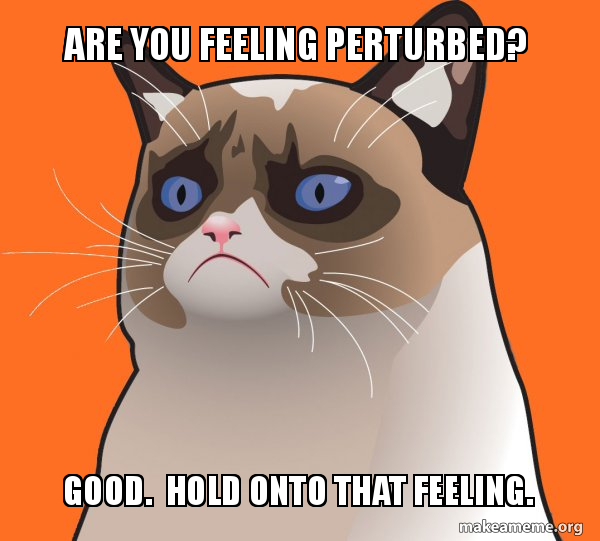 ARE YOU FEELING PERTURBED?
GOOD.  HOLD ONTO THAT FEELING.
makeameme.org